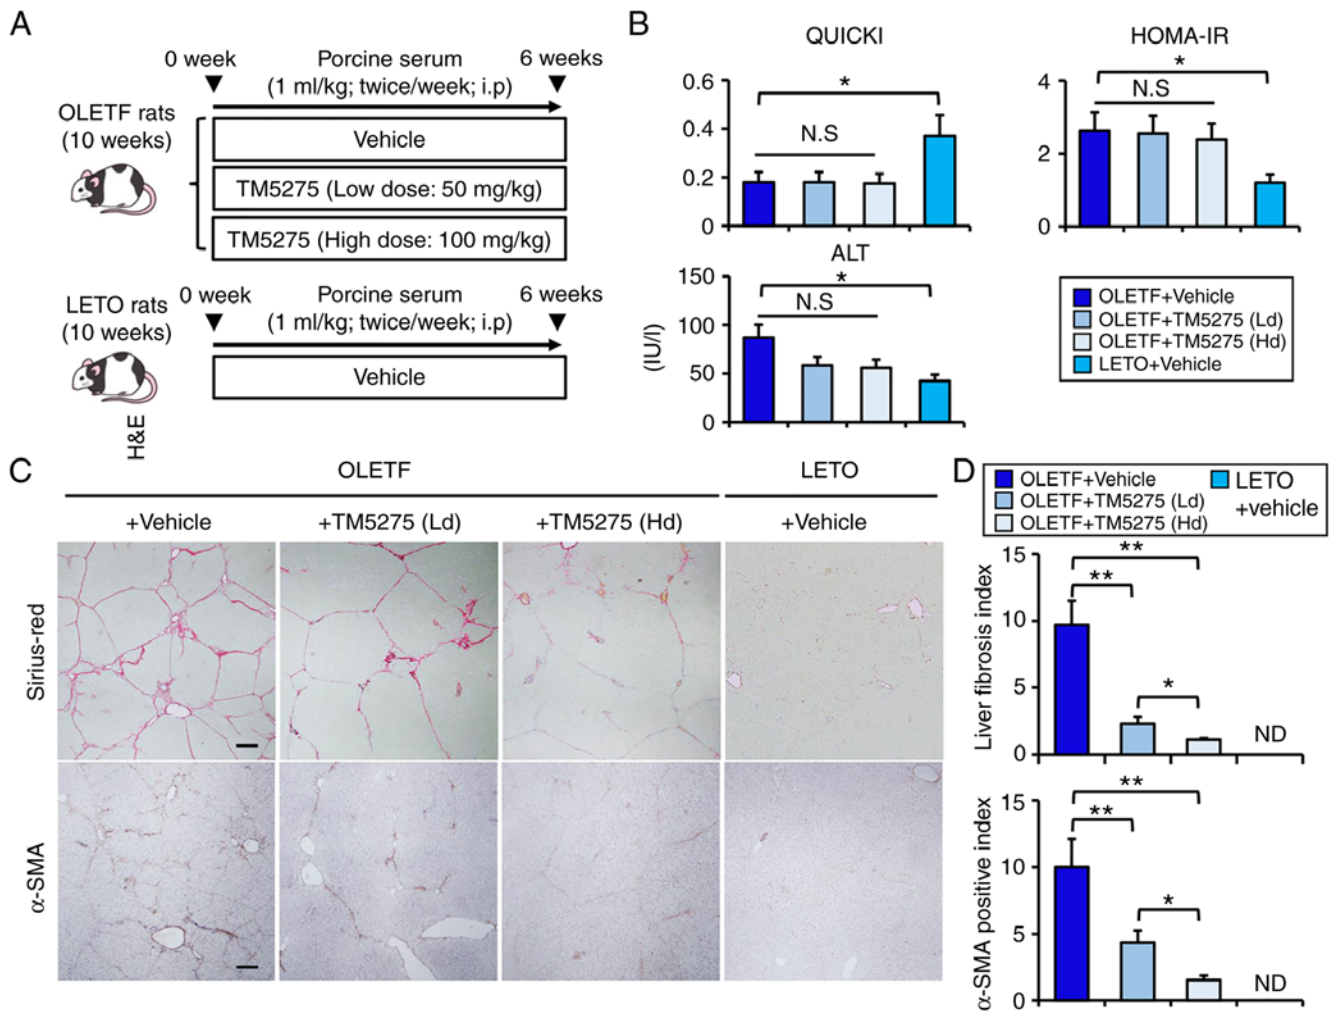 A
0 week
Porcine serum
(1 ml/kg; twice/week; i.p)
6 weeks
OLETF rats
(10 weeks)
Vehicle
TM5275 (Low dose: 50 mg/kg)
TM5275 (High dose: 100 mg/kg)
LETO rats
(10 weeks)
0 week
Porcine serum
(1 ml/kg; twice/week; i.p)
6 weeks
Vehicle
H&E
B
QUICKI
0.6
0.4
0.2
0
*
N.S
HOMA-IR
4
2
0
*
N.S
ALT
(IU/l)
150
100
50
0
*
N.S
OLETF+Vehicle
OLETF+TM5275 (Ld)
OLETF+TM5275 (Hd)
LETO+Vehicle
C
OLETF
LETO
+Vehicle
+TM5275 (Ld)
+TM5275 (Hd)
+Vehicle
Sirius-red
α-SMA
D
OLETF+Vehicle
OLETF+TM5275 (Ld)
OLETF+TM5275 (Hd)
LETO
+vehicle
Liver fibrosis index
15
10
5
0
**
**
*
ND
α-SMA positive index
15
10
5
0
**
**
*
ND